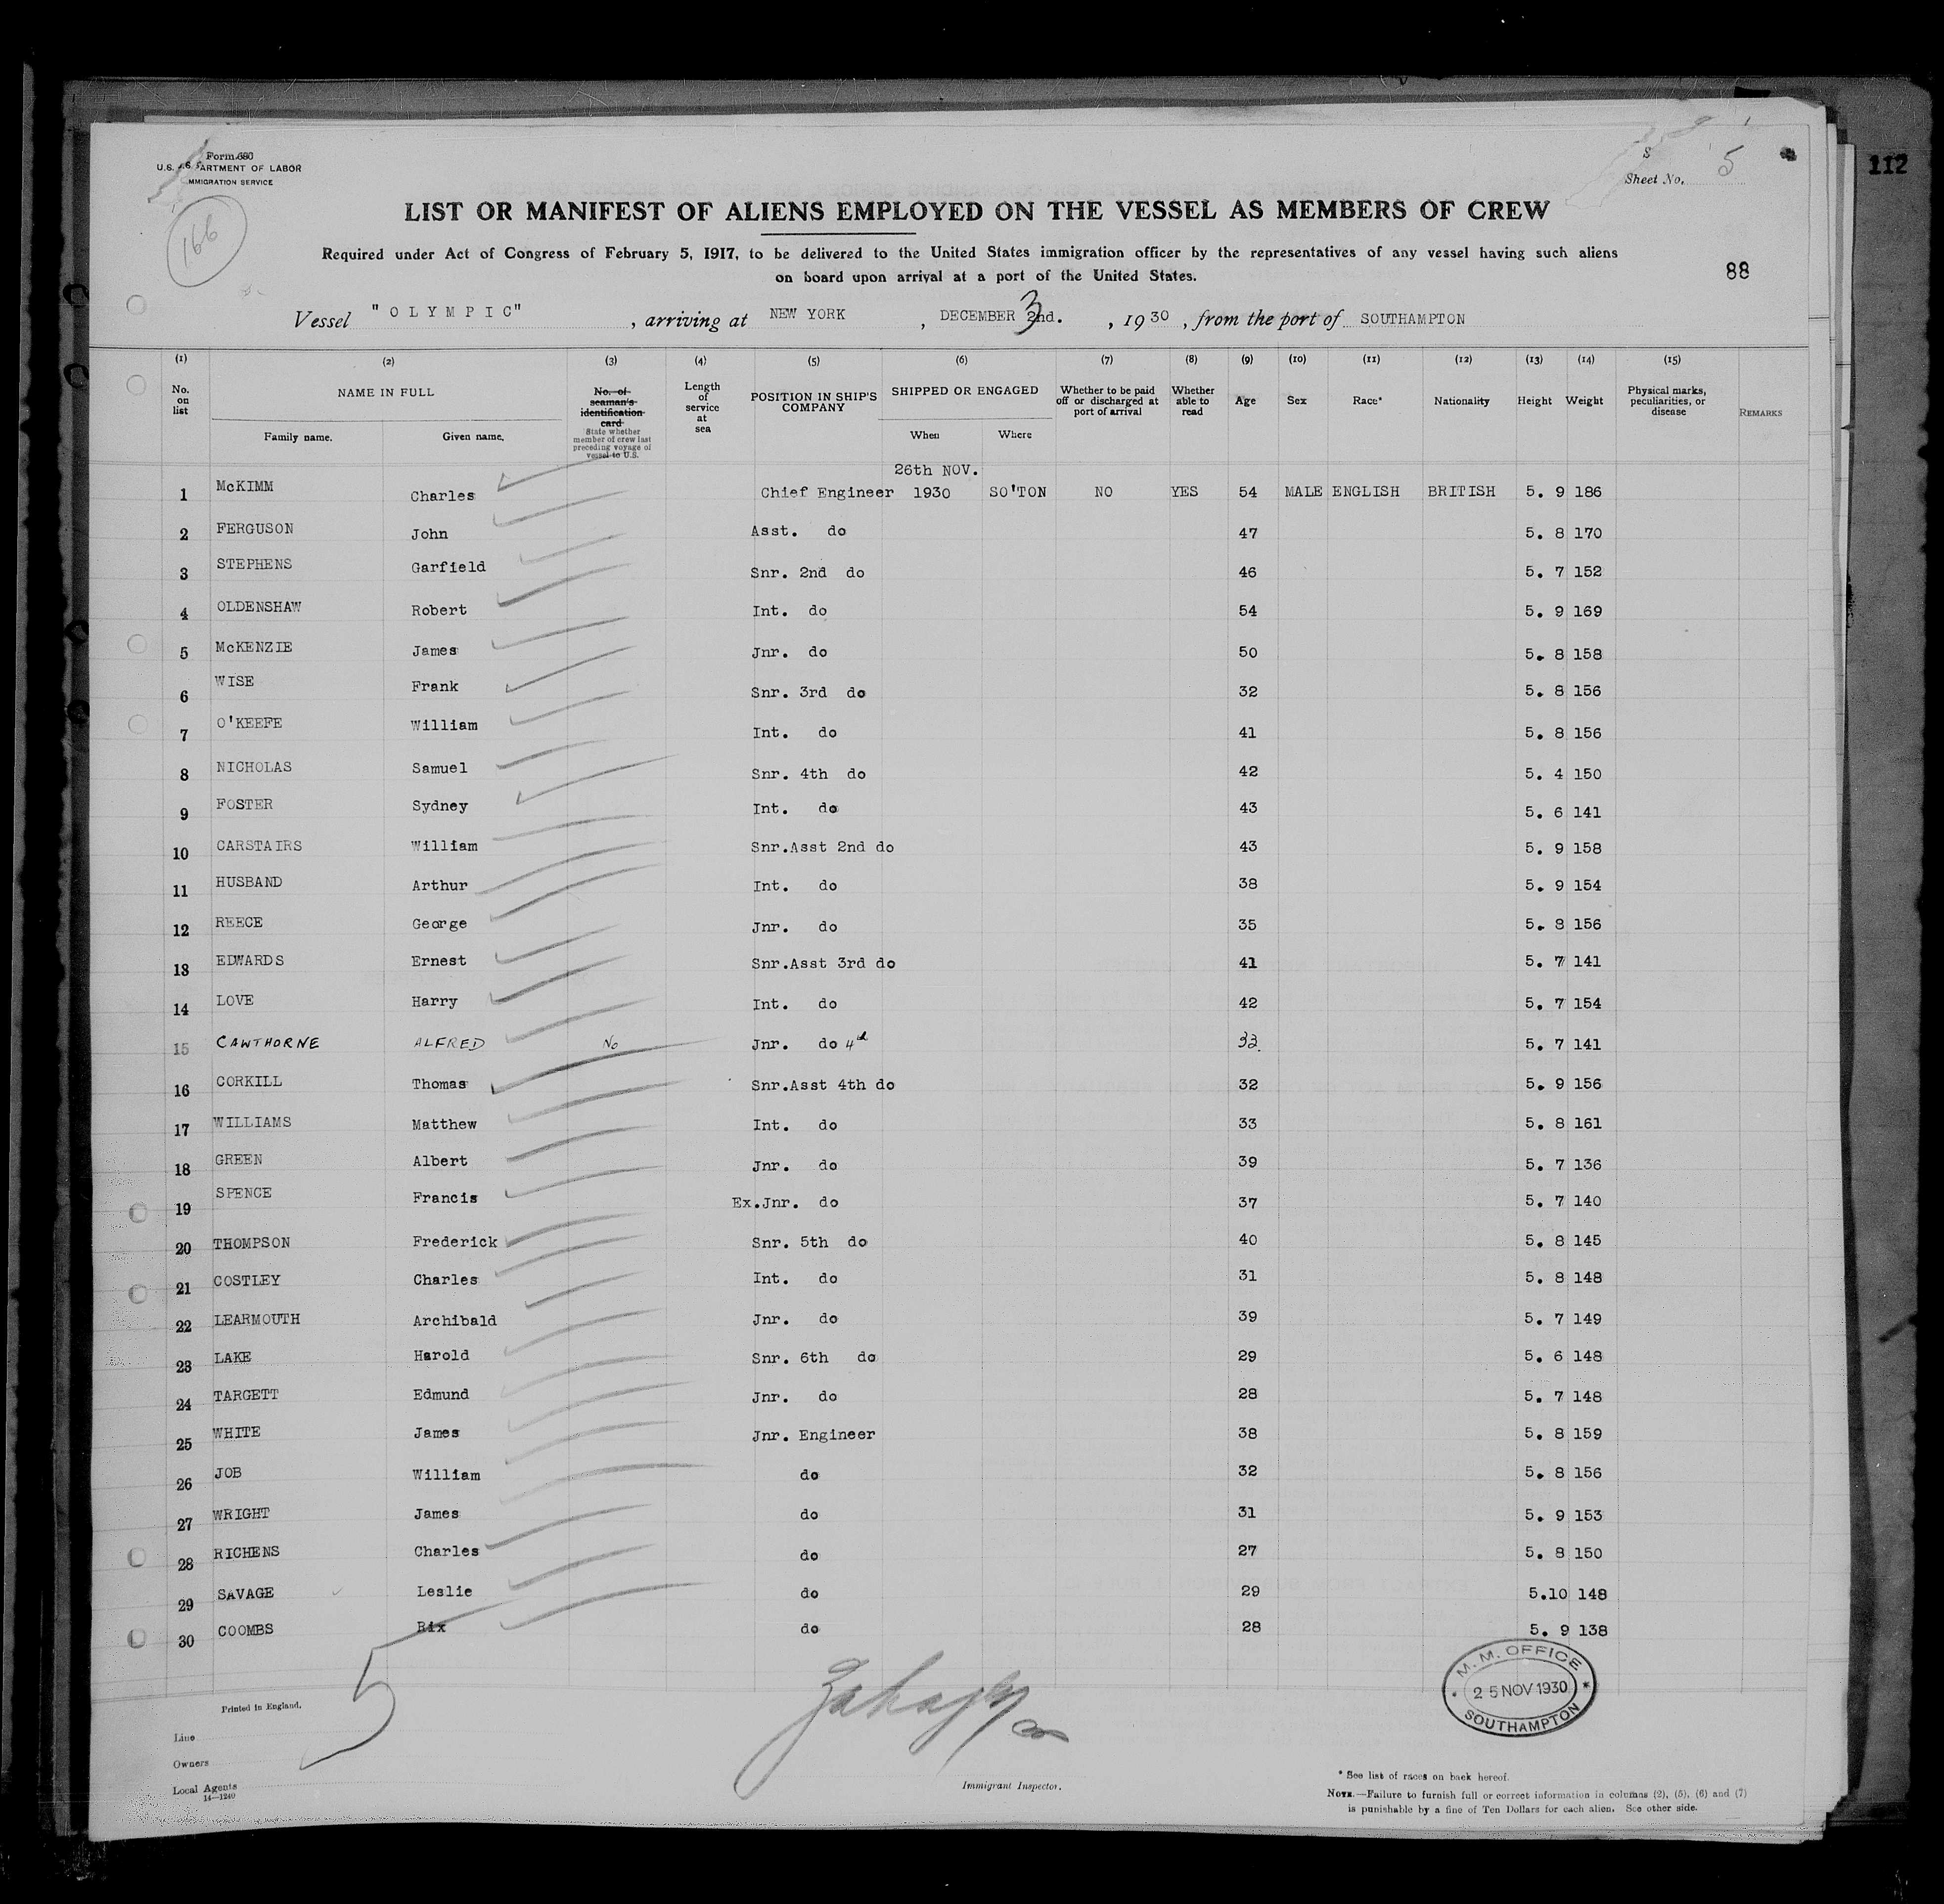 Form 680
U.S. DEPARTMENT OF LABOR
IMMIGRATION SERVICE
S
Sheet No. 5
112
166
LIST OR MANIFEST OF ALIENS EMPLOYED ON THE VESSEL AS MEMBERS OF CREW
Required under Act of Congress of February 5, 1917, to be delivered to the United States immigration officer by the representatives of any vessel having such aliens
on board upon arrival at a port of the United States.
88
Vessel "OLYMPIC", arriving at NEW YORK, DECEMBER 2nd. 3, 1930, from the port of SOUTHAMPTON
(1) (2) (3) (4) (5) (6) (7) (8) (9) (10) (11) (12) (13) (14) (15)
No. on list
NAME IN FULL
Family name. Given name.
No. of seaman's identification card
State whether member of crew last preceding voyage of vessel to U.S.
Length of service at sea
POSITION IN SHIP'S COMPANY
SHIPPED OR ENGAGED
When Where
Whether to be paid off or discharged at port of arrival
Whether able to read
Age
Sex
Race*
Nationality
Height
Weight
Physical marks, peculiarities, or disease
REMARKS
26th NOV.
1 McKIMM Charles Chief Engineer 1930 SO'TON NO YES 54 MALE ENGLISH BRITISH 5. 9 186
2 FERGUSON John Asst. do 47 5. 8 170
3 STEPHENS Garfield Snr. 2nd do 46 5. 7 152
4 OLDENSHAW Robert Int. do 54 5. 9 169
5 McKENZIE James Jnr. do 50 5. 8 158
6 WISE Frank Snr. 3rd do 32 5. 8 156
7 O'KEEFE William Int. do 41 5. 8 156
8 NICHOLAS Samuel Snr. 4th do 42 5. 4 150
9 FOSTER Sydney Int. do 43 5. 6 141
10 CARSTAIRS William Snr.Asst 2nd do 43 5. 9 158
11 HUSBAND Arthur Int. do 38 5. 9 154
12 REECE George Jnr. do 35 5. 8 156
13 EDWARDS Ernest Snr.Asst 3rd do 41 5. 7 141
14 LOVE Harry Int. do 42 5. 7 154
15 CAWTHORNE ALFRED No Jnr. do 4th 33 5. 7 141
16 CORKILL Thomas Snr.Asst 4th do 32 5. 9 156
17 WILLIAMS Matthew Int. do 33 5. 8 161
18 GREEN Albert Jnr. do 39 5. 7 136
19 SPENCE Francis Ex.Jnr. do 37 5. 7 140
20 THOMPSON Frederick Snr. 5th do 40 5. 8 145
21 COSTLEY Charles Int. do 31 5. 8 148
22 LEARMOUTH Archibald Jnr. do 39 5. 7 149
23 LAKE Harold Snr. 6th do 29 5. 6 148
24 TARGETT Edmund Jnr. do 28 5. 7 148
25 WHITE James Jnr. Engineer 38 5. 8 159
26 JOB William do 32 5. 8 156
27 WRIGHT James do 31 5. 9 153
28 RICHENS Charles do 27 5. 8 150
29 SAVAGE Leslie do 29 5.10 148
30 COOMBS Rix do 28 5. 9 138
5
M. M. OFFICE
25 NOV 1930
SOUTHAMPTON
Printed in England.
Line
Owners
Local Agents
14—1240
Immigrant Inspector.
* See list of races on back hereof.
NOTE.—Failure to furnish full or correct information in columns (2), (5), (6) and (7)
is punishable by a fine of Ten Dollars for each alien. See other side.